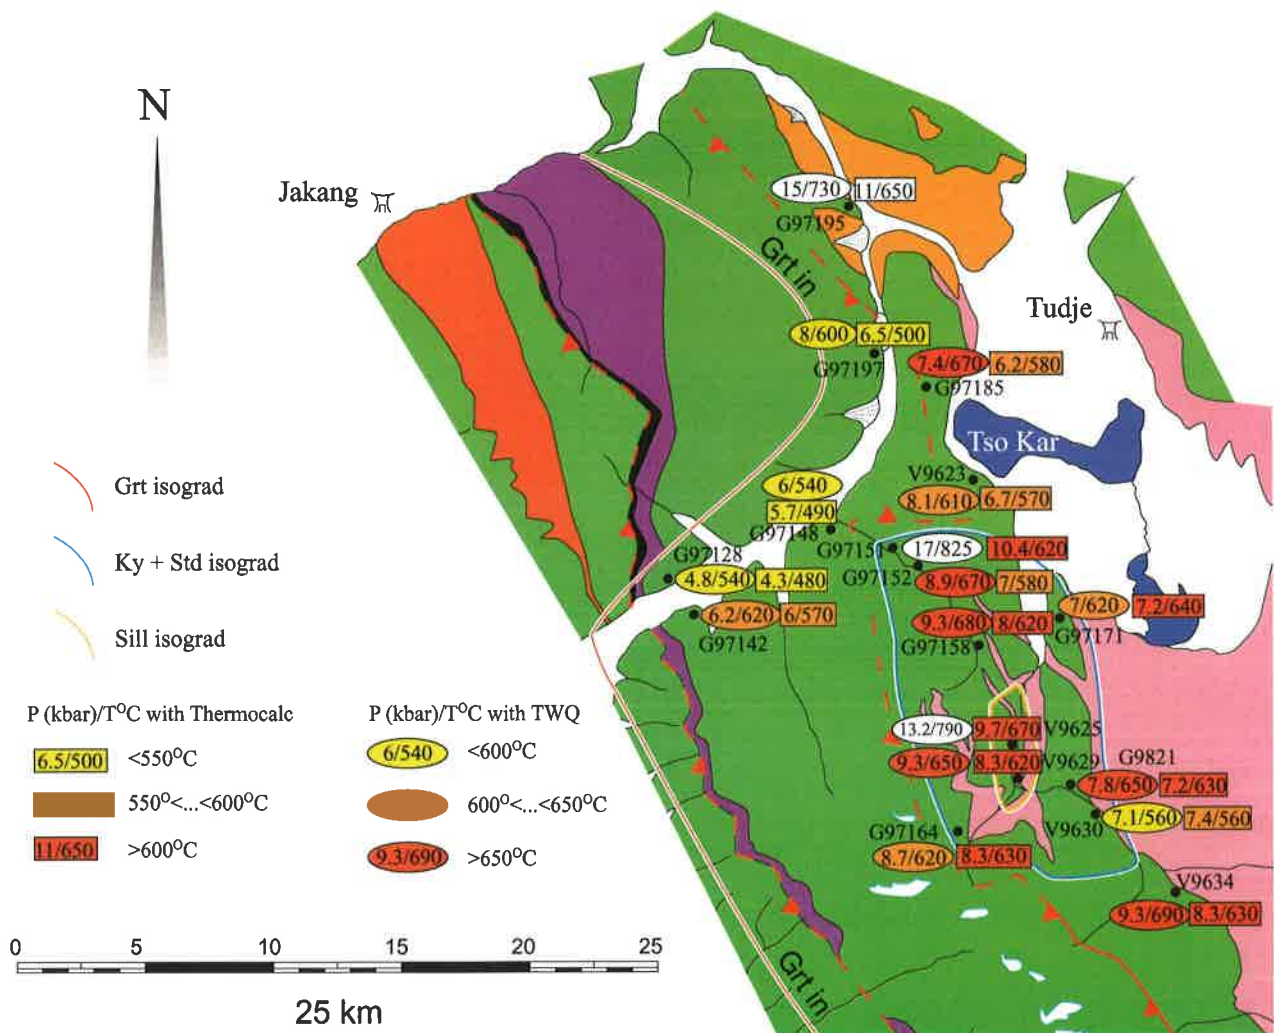 N
Jakang
15/730 11/650
G97195
Grt in
Tudje
8/600 6.5/500
G97197
7.4/670 6.2/580
G97185
Tso Kar
V9623
8.1/610 6.7/570
6/540
5.7/490
G97148
G97151 17/825 10.4/620
G97128
G97152
4.8/540 4.3/480
8.9/670 7/580
6.2/620 6/570
7/620 7.2/640
9.3/680 8/620
G97142
G97158
G97171
Grt isograd
Ky + Std isograd
Sill isograd
13.2/790 9.7/670 V9625
9.3/650 8.3/620 V9629
G9821
7.8/650 7.2/630
V9630 7.1/560 7.4/560
G97164
8.7/620 8.3/630
V9634
9.3/690 8.3/630
Grt in
P (kbar)/T°C with Thermocalc
6.5/500 <550°C
550°<...<600°C
11/650 >600°C
P (kbar)/T°C with TWQ
6/540 <600°C
600°<...<650°C
9.3/690 >650°C
0 5 10 15 20 25
25 km